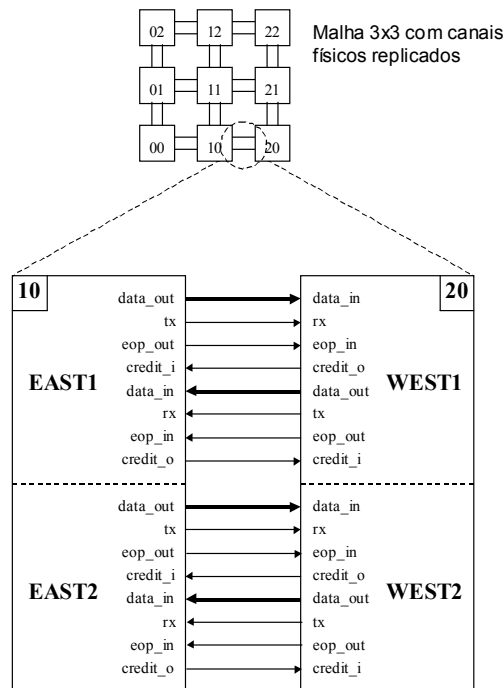 02 12 22
Malha 3x3 com canais
físicos replicados
01 11 21
00 10 20
10 20
data_out data_in
tx rx
eop_out eop_in
credit_i credit_o
EAST1 data_in data_out WEST1
rx tx
eop_in eop_out
credit_o credit_i
data_out data_in
tx rx
eop_out eop_in
credit_i credit_o
EAST2 data_in data_out WEST2
rx tx
eop_in eop_out
credit_o credit_i